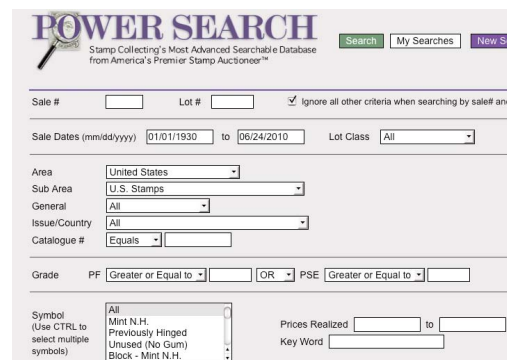 POWER SEARCH
Stamp Collecting's Most Advanced Searchable Database
from America's Premier Stamp Auctioneer™
Search My Searches New S
Sale # Lot # Ignore all other criteria when searching by sale# an
Sale Dates (mm/dd/yyyy) 01/01/1930 to 06/24/2010 Lot Class All
Area United States
Sub Area U.S. Stamps
General All
Issue/Country All
Catalogue # Equals
Grade PF Greater or Equal to OR PSE Greater or Equal to
Symbol
(Use CTRL to
select multiple
symbols)
All
Mint N.H.
Previously Hinged
Unused (No Gum)
Block - Mint N.H.
Prices Realized to
Key Word